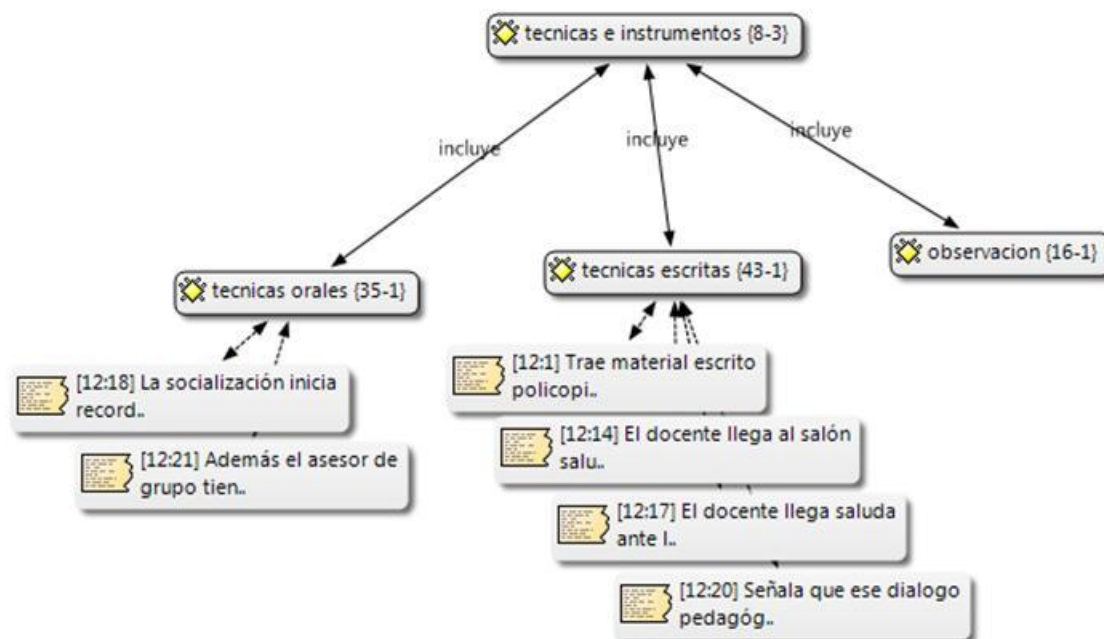 tecnicas e instrumentos {8-3}
incluye
incluye
incluye
tecnicas orales {35-1}
tecnicas escritas {43-1}
observacion {16-1}
[12:18] La socialización inicia
record..
[12:21] Además el asesor de
grupo tien..
[12:1] Trae material escrito
policopi..
[12:14] El docente llega al salón
salu..
[12:17] El docente llega saluda
ante l..
[12:20] Señala que ese dialogo
pedagóg..